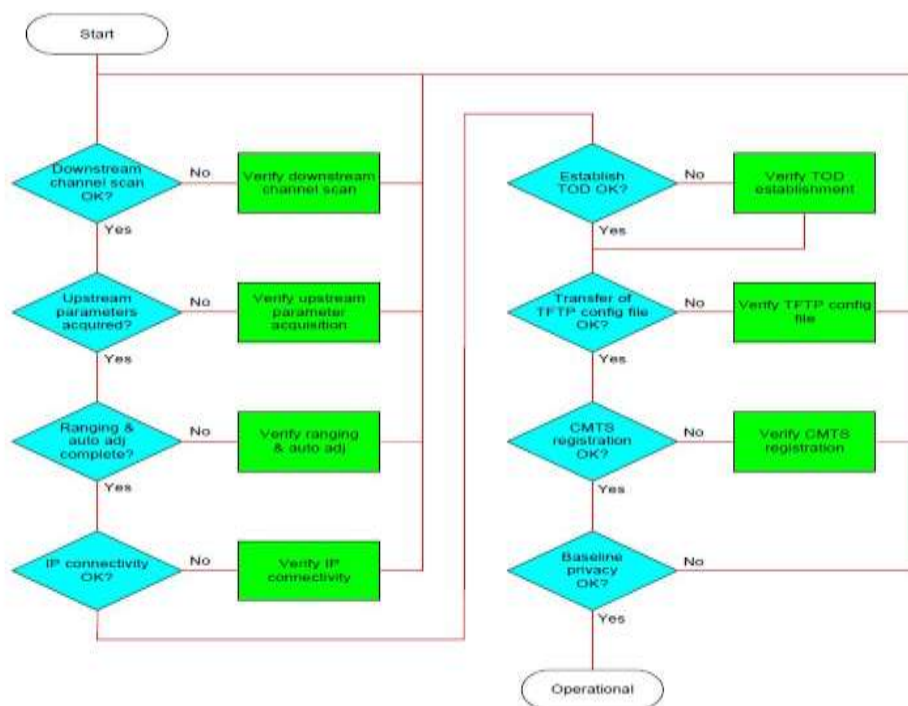 Start
Downstream
channel scan
OK?
No
Verify downstream
channel scan
Yes
Upstream
parameters
acquired?
No
Verify upstream
parameter
acquisition
Yes
Ranging &
auto adj
complete?
No
Verify ranging
& auto adj
Yes
IP connectivity
OK?
No
Verify IP
connectivity
Establish
TOD OK?
No
Verify TOD
establishment
Yes
Transfer of
TFTP config file
OK?
No
Verify TFTP config
file
Yes
CMTS
registration
OK?
No
Verify CMTS
registration
Yes
Baseline
privacy
OK?
No
Yes
Operational